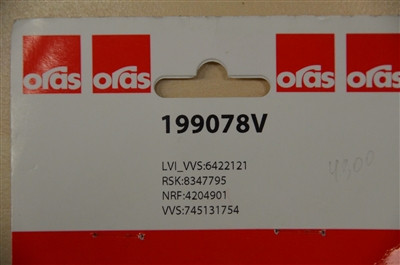 oras oras oras oras
199078V
LVI_VVS:6422121
RSK:8347795
NRF:4204901
VVS:745131754